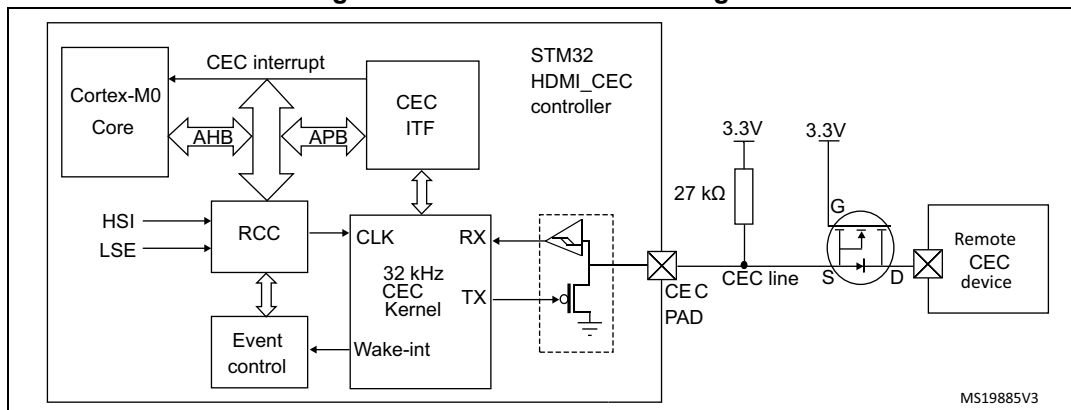 CEC interrupt
Cortex-M0
Core
AHB
APB
CEC
ITF
STM32
HDMI_CEC
controller
HSI
LSE
RCC
CLK
RX
32 kHz
CEC
Kernel
TX
Event
control
Wake-int
CEC
PAD
3.3V
27 kΩ
CEC line
3.3V
G
S
D
Remote
CEC
device
MS19885V3